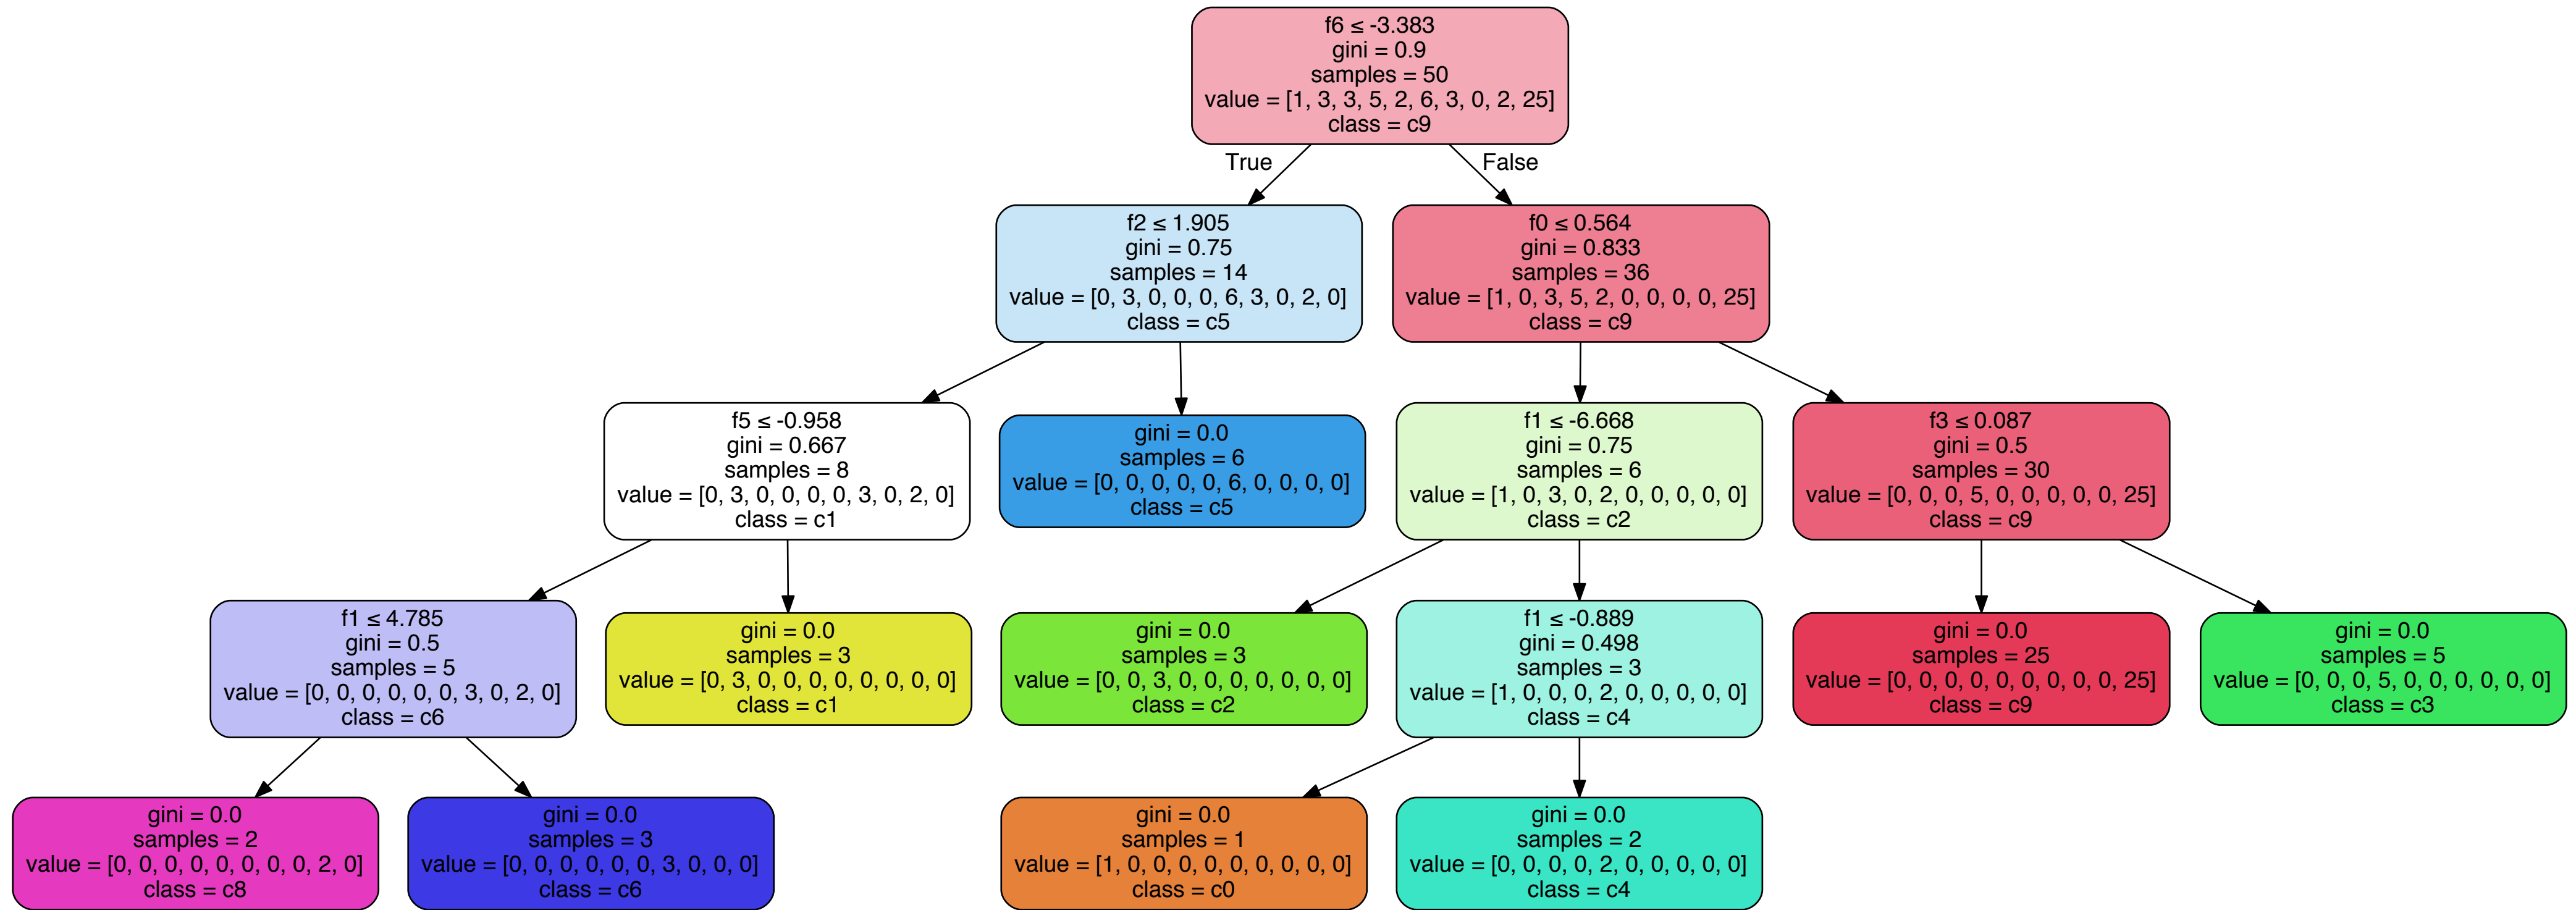 f6 ≤ -3.383
gini = 0.9
samples = 50
value = [1, 3, 3, 5, 2, 6, 3, 0, 2, 25]
class = c9
True
False
f2 ≤ 1.905
gini = 0.75
samples = 14
value = [0, 3, 0, 0, 0, 6, 3, 0, 2, 0]
class = c5
f0 ≤ 0.564
gini = 0.833
samples = 36
value = [1, 0, 3, 5, 2, 0, 0, 0, 0, 25]
class = c9
f5 ≤ -0.958
gini = 0.667
samples = 8
value = [0, 3, 0, 0, 0, 0, 3, 0, 2, 0]
class = c1
gini = 0.0
samples = 6
value = [0, 0, 0, 0, 0, 6, 0, 0, 0, 0]
class = c5
f1 ≤ -6.668
gini = 0.75
samples = 6
value = [1, 0, 3, 0, 2, 0, 0, 0, 0, 0]
class = c2
f3 ≤ 0.087
gini = 0.5
samples = 30
value = [0, 0, 0, 5, 0, 0, 0, 0, 0, 25]
class = c9
f1 ≤ 4.785
gini = 0.5
samples = 5
value = [0, 0, 0, 0, 0, 0, 3, 0, 2, 0]
class = c6
gini = 0.0
samples = 3
value = [0, 3, 0, 0, 0, 0, 0, 0, 0, 0]
class = c1
gini = 0.0
samples = 3
value = [0, 0, 3, 0, 0, 0, 0, 0, 0, 0]
class = c2
f1 ≤ -0.889
gini = 0.498
samples = 3
value = [1, 0, 0, 0, 2, 0, 0, 0, 0, 0]
class = c4
gini = 0.0
samples = 25
value = [0, 0, 0, 0, 0, 0, 0, 0, 0, 25]
class = c9
gini = 0.0
samples = 5
value = [0, 0, 0, 5, 0, 0, 0, 0, 0, 0]
class = c3
gini = 0.0
samples = 2
value = [0, 0, 0, 0, 0, 0, 0, 0, 2, 0]
class = c8
gini = 0.0
samples = 3
value = [0, 0, 0, 0, 0, 0, 3, 0, 0, 0]
class = c6
gini = 0.0
samples = 1
value = [1, 0, 0, 0, 0, 0, 0, 0, 0, 0]
class = c0
gini = 0.0
samples = 2
value = [0, 0, 0, 0, 2, 0, 0, 0, 0, 0]
class = c4